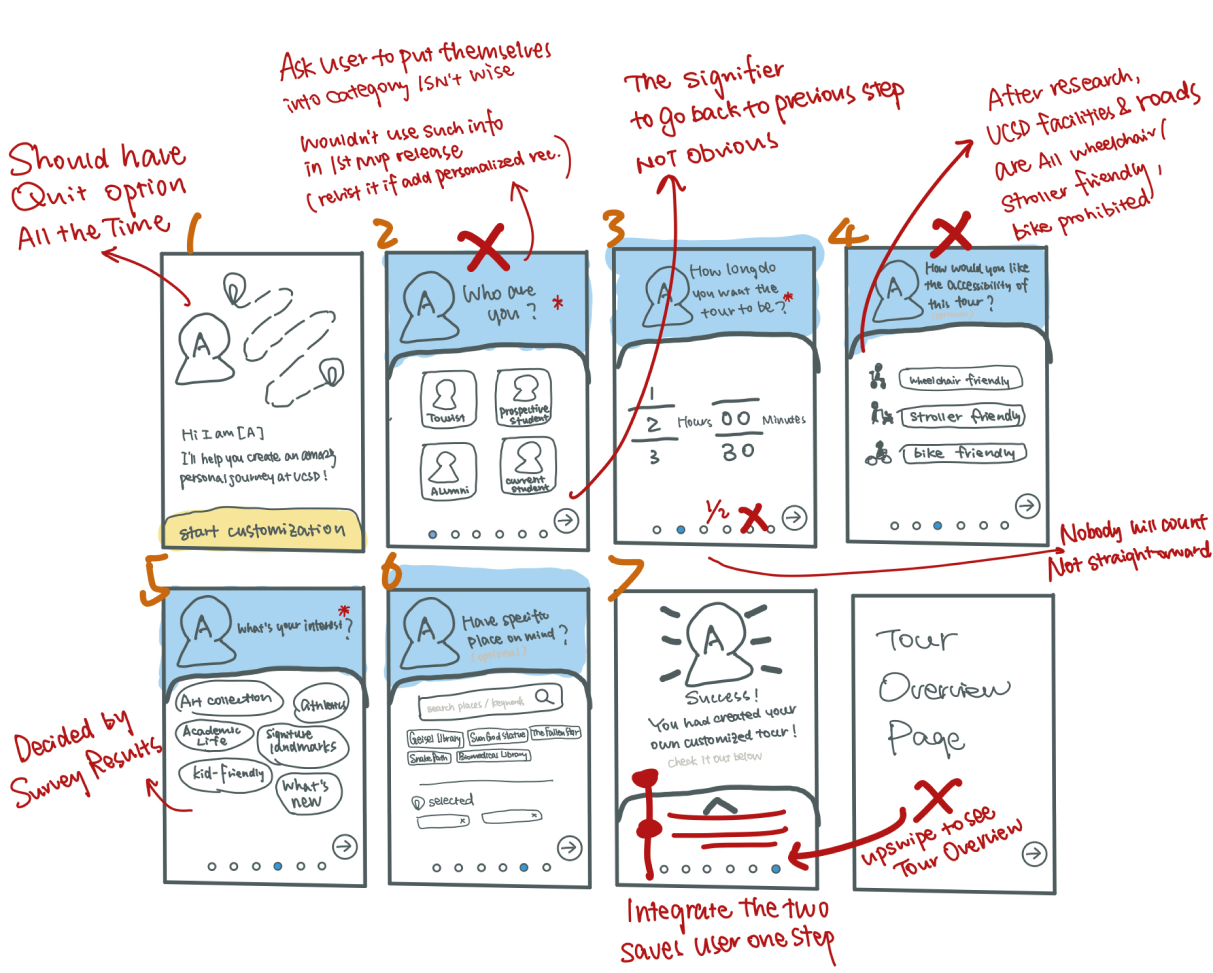 Ask user to put themselves
into category ISN't wise
wouldn't use such info
in 1st MVP release
(revisit it if add personalized rec.)
The signifier
to go back to previous step
NOT Obvious
After research,
UCSD facilities & roads
are All wheelchair/
stroller friendly,
bike prohibited
Should have
Quit option
All the Time
1
A
Hi I am [A]
I'll help you create an amazing
personal journey at UCSD!
start customization
2
A
Who are
you? *
Tourist
Prospective
student
Alumni
current
student
3
A
How long do
you want the
tour to be? *
1
2 Hours 00 Minutes
3 30
1/2
4
A
How would you like
the accessibility of
this tour?
(optional)
wheelchair friendly
stroller friendly
bike friendly
Nobody will count
Not straightforward
5
A
What's your interest? *
Art collection
athletics
Academic
Life
Signiture
landmarks
kid-friendly
What's
new
Decided by
Survey Results
6
A
Have specific
place on mind?
(optional)
search places / keywords
Geisel library
Sun God statue
The Fallen Star
Snake Path
Biomedical Library
selected
x
x
7
A
Success!
You had created your
own customized tour!
check it out below
Integrate the two
saves user one step
Tour
Overview
Page
upswipe to see
Tour Overview